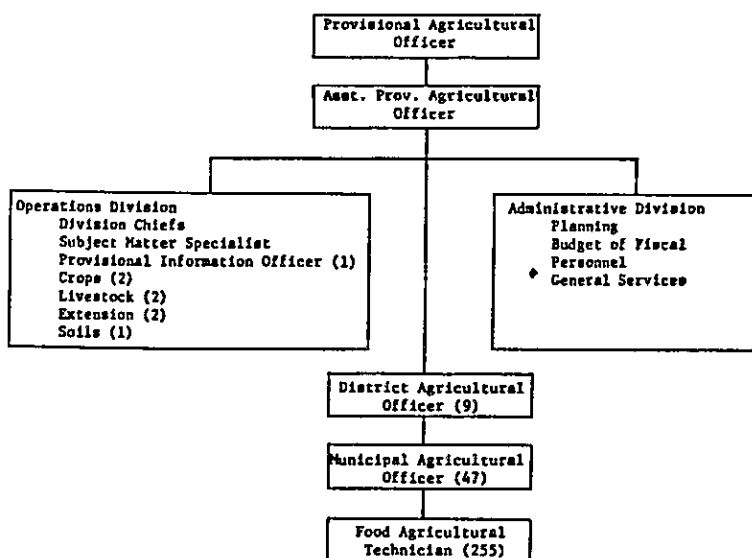 Provisional Agricultural
Officer
Asst. Prov. Agricultural
Officer
Operations Division
Division Chiefs
Subject Matter Specialist
Provisional Information Officer (1)
Crops (2)
Livestock (2)
Extension (2)
Soils (1)
Administrative Division
Planning
Budget of Fiscal
Personnel
General Services
District Agricultural
Officer (9)
Municipal Agricultural
Officer (47)
Food Agricultural
Technician (255)